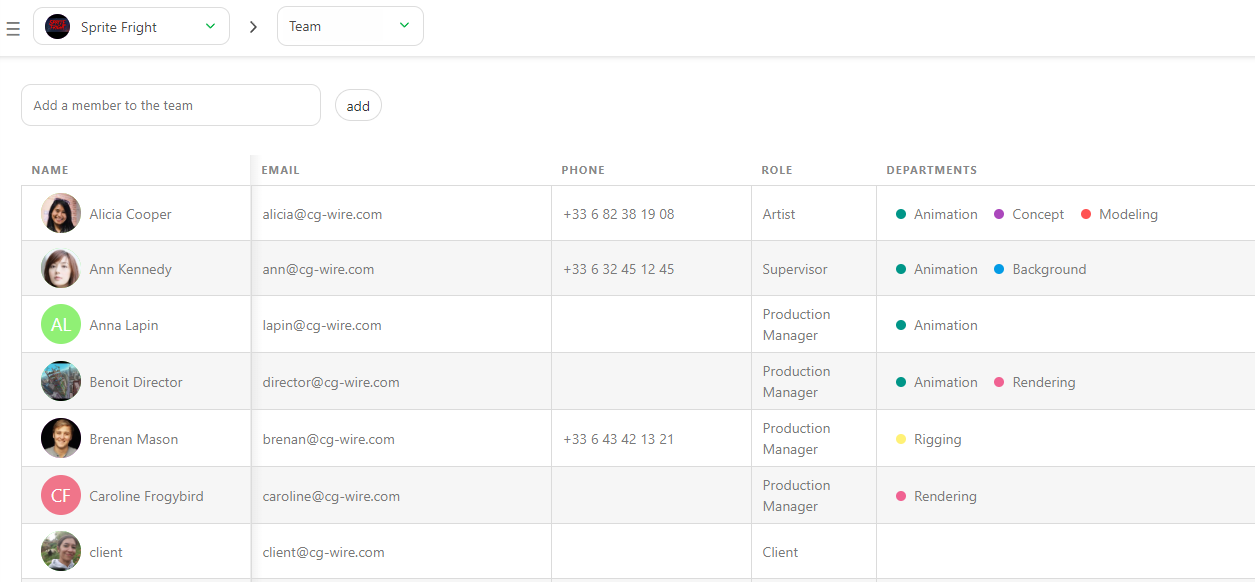 Sprite Fright
Team
Add a member to the team
add
NAME EMAIL PHONE ROLE DEPARTMENTS
Alicia Cooper alicia@cg-wire.com +33 6 82 38 19 08 Artist Animation Concept Modeling
Ann Kennedy ann@cg-wire.com +33 6 32 45 12 45 Supervisor Animation Background
AL Anna Lapin lapin@cg-wire.com Production Manager Animation
Benoit Director director@cg-wire.com Production Manager Animation Rendering
Brenan Mason brenan@cg-wire.com +33 6 43 42 13 21 Production Manager Rigging
CF Caroline Frogybird caroline@cg-wire.com Production Manager Rendering
client client@cg-wire.com Client